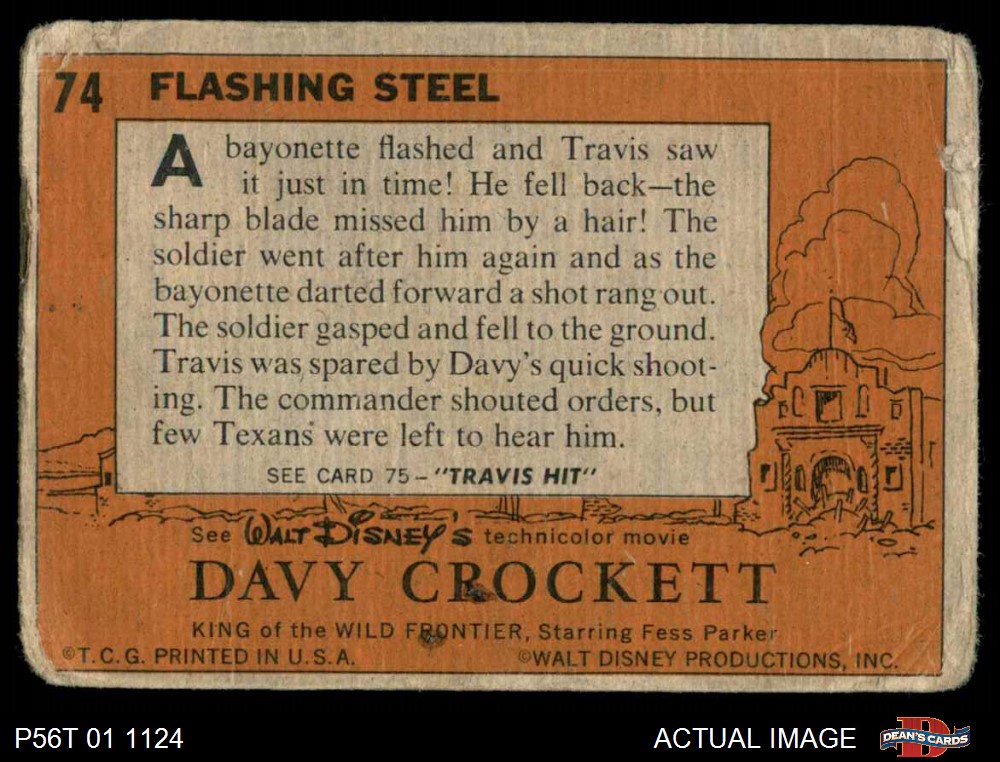 74 FLASHING STEEL
A bayonette flashed and Travis saw
it just in time! He fell back—the
sharp blade missed him by a hair! The
soldier went after him again and as the
bayonette darted forward a shot rang out.
The soldier gasped and fell to the ground.
Travis was spared by Davy's quick shoot-
ing. The commander shouted orders, but
few Texans were left to hear him.
SEE CARD 75 – "TRAVIS HIT"
See WALT DISNEY'S technicolor movie
DAVY CROCKETT
KING of the WILD FRONTIER, Starring Fess Parker
©T.C.G. PRINTED IN U.S.A. ©WALT DISNEY PRODUCTIONS, INC.
P56T 01 1124 ACTUAL IMAGE D DEAN'S CARDS